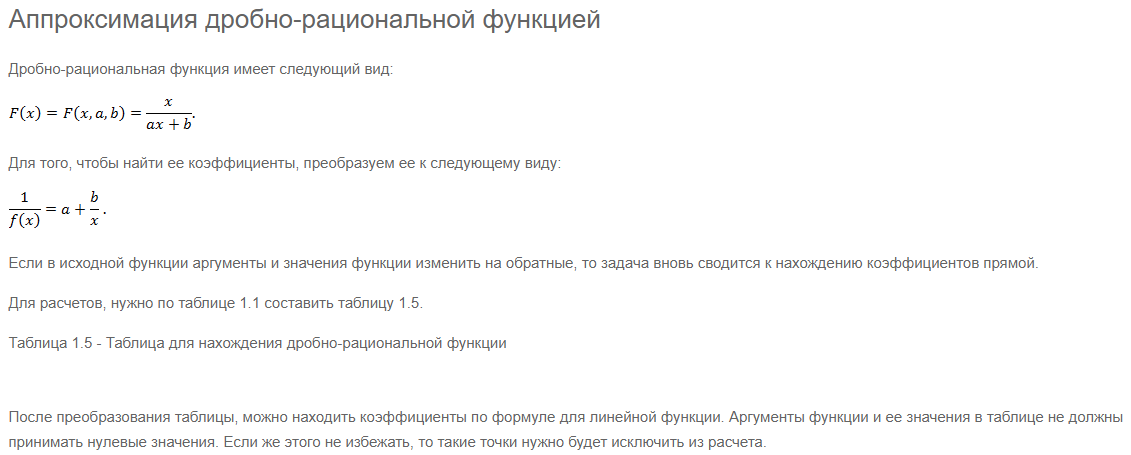 Аппроксимация дробно-рациональной функцией
Дробно-рациональная функция имеет следующий вид:
F(x) = F(x, a, b) = x / (ax + b).
Для того, чтобы найти ее коэффициенты, преобразуем ее к следующему виду:
1 / f(x) = a + b / x .
Если в исходной функции аргументы и значения функции изменить на обратные, то задача вновь сводится к нахождению коэффициентов прямой.
Для расчетов, нужно по таблице 1.1 составить таблицу 1.5.
Таблица 1.5 - Таблица для нахождения дробно-рациональной функции
После преобразования таблицы, можно находить коэффициенты по формуле для линейной функции. Аргументы функции и ее значения в таблице не должны
принимать нулевые значения. Если же этого не избежать, то такие точки нужно будет исключить из расчета.